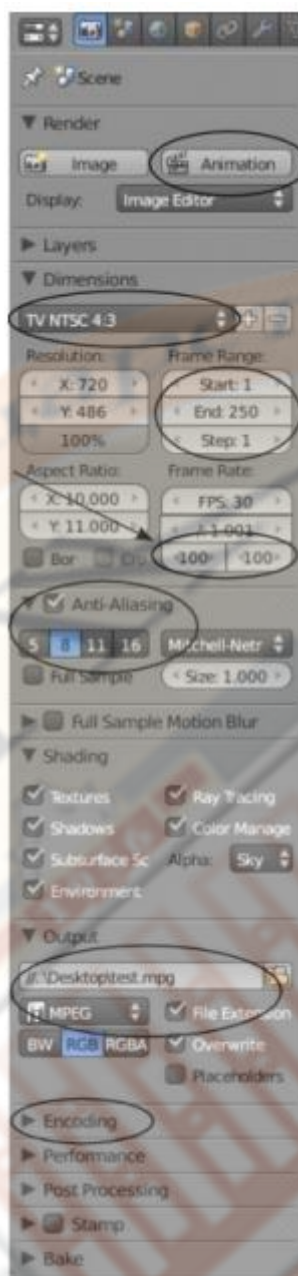 Scene
Render
Image Animation
Display: Image Editor
Layers
Dimensions
TV NTSC 4:3
Resolution: Frame Range:
X: 720 Start: 1
Y: 486 End: 250
100% Step: 1
Aspect Ratio: Frame Rate:
X: 10.000 FPS: 30
Y: 11.000 /: 1.001
Bor 100 100
Anti-Aliasing
5 8 11 16 Mitchell-Netr
Full Sample Size: 1.000
Full Sample Motion Blur
Shading
Textures Ray Tracing
Shadows Color Manage
Subsurface Sc Alpha: Sky
Environment
Output
\Desktop\test.mpg
MPEG File Extension
BW RGB RGBA Overwrite
Placeholders
Encoding
Performance
Post Processing
Stamp
Bake